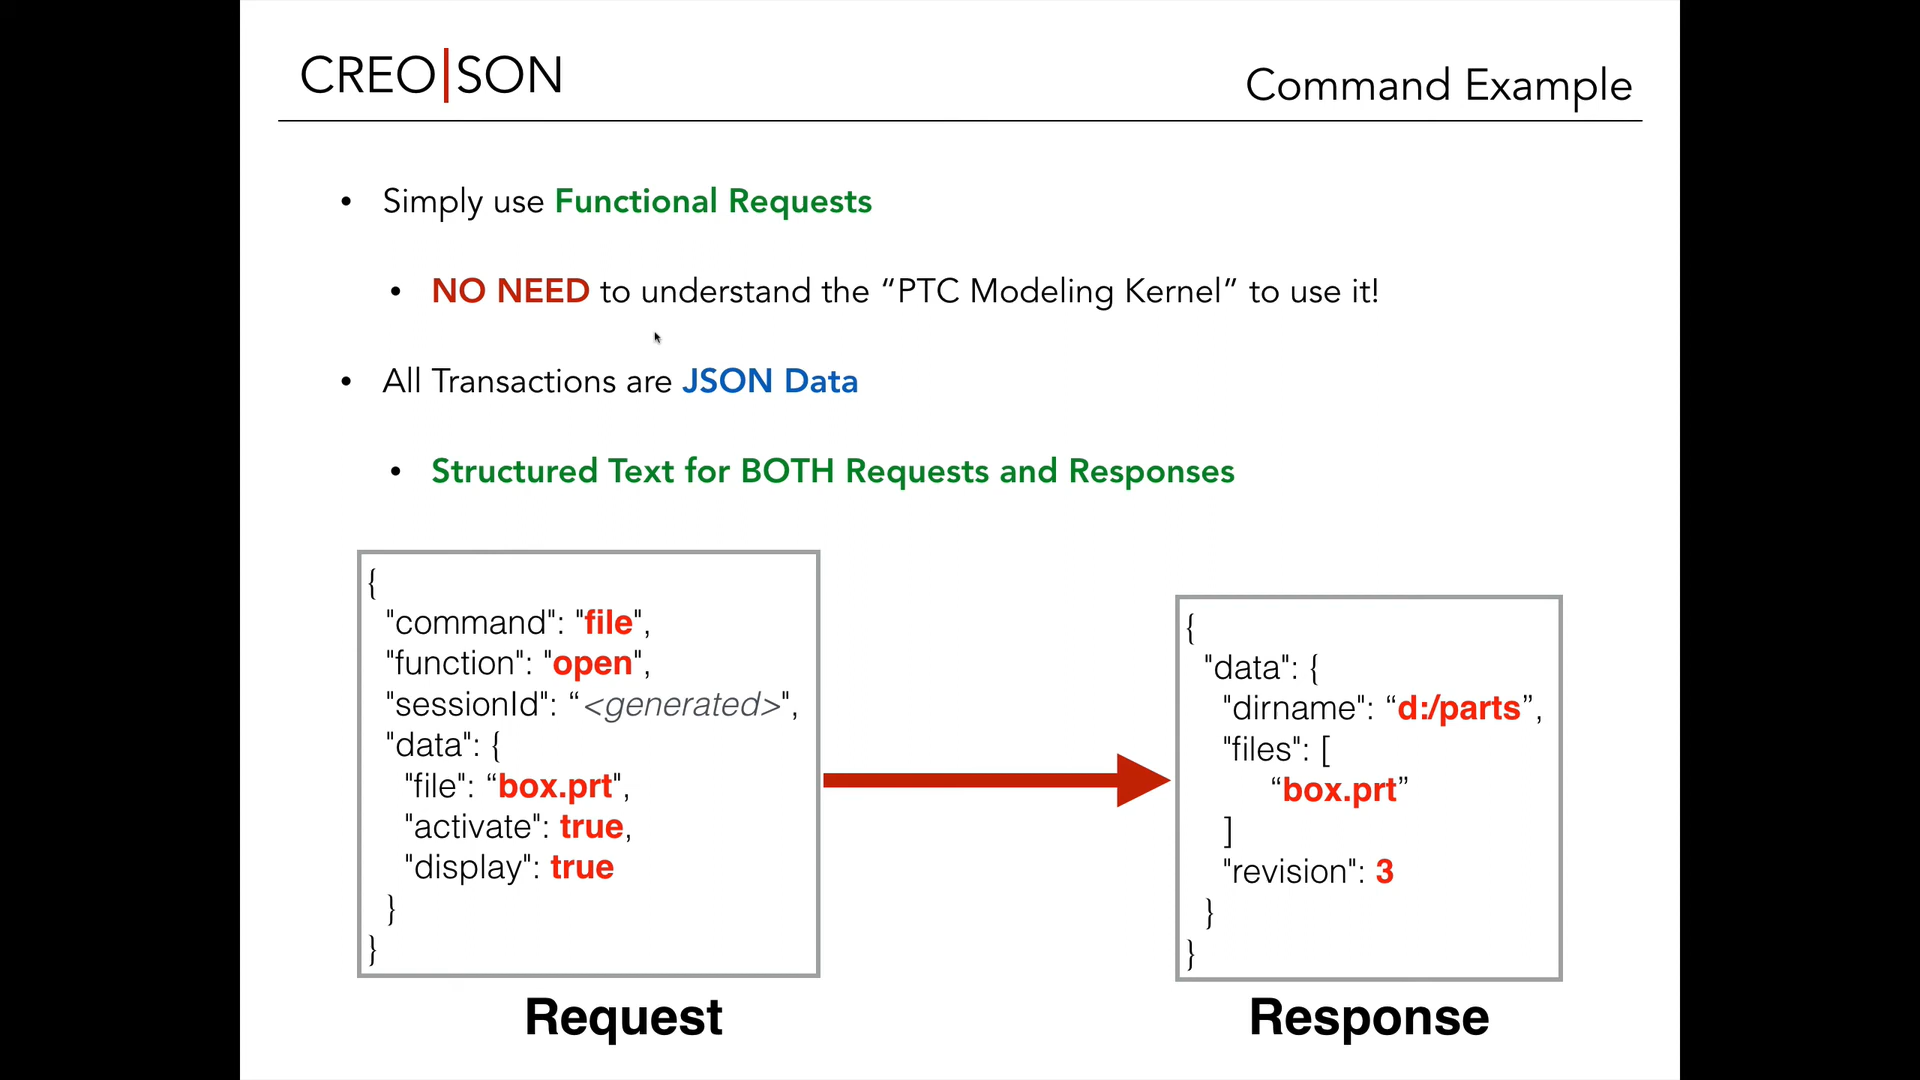 CREO|SON
Command Example
• Simply use Functional Requests
• NO NEED to understand the “PTC Modeling Kernel” to use it!
• All Transactions are JSON Data
• Structured Text for BOTH Requests and Responses
{
"command": "file",
"function": "open",
"sessionId": “<generated>",
"data": {
"file": “box.prt",
"activate": true,
"display": true
}
}
Request
{
"data": {
"dirname": “d:/parts”,
"files": [
“box.prt”
]
"revision": 3
}
}
Response